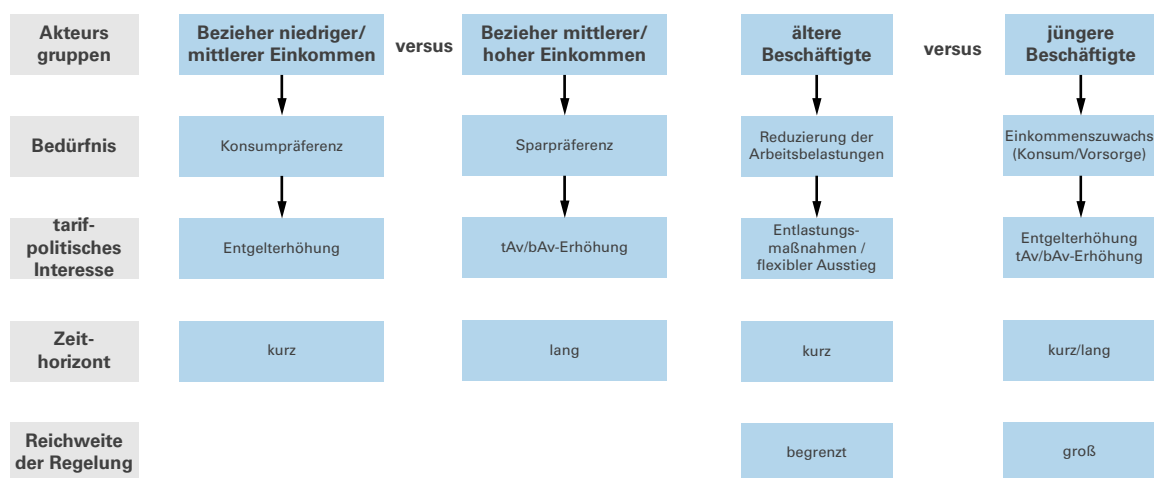 Akteurs
gruppen
Bezieher niedriger/
mittlerer Einkommen
versus
Bezieher mittlerer/
hoher Einkommen
ältere
Beschäftigte
versus
jüngere
Beschäftigte
Bedürfnis
Konsumpräferenz
Sparpräferenz
Reduzierung der
Arbeitsbelastungen
Einkommenszuwachs
(Konsum/Vorsorge)
tarif-
politisches
Interesse
Entgelterhöhung
tAv/bAv-Erhöhung
Entlastungs-
maßnahmen /
flexibler Ausstieg
Entgelterhöhung
tAv/bAv-Erhöhung
Zeit-
horizont
kurz
lang
kurz
kurz/lang
Reichweite
der Regelung
begrenzt
groß